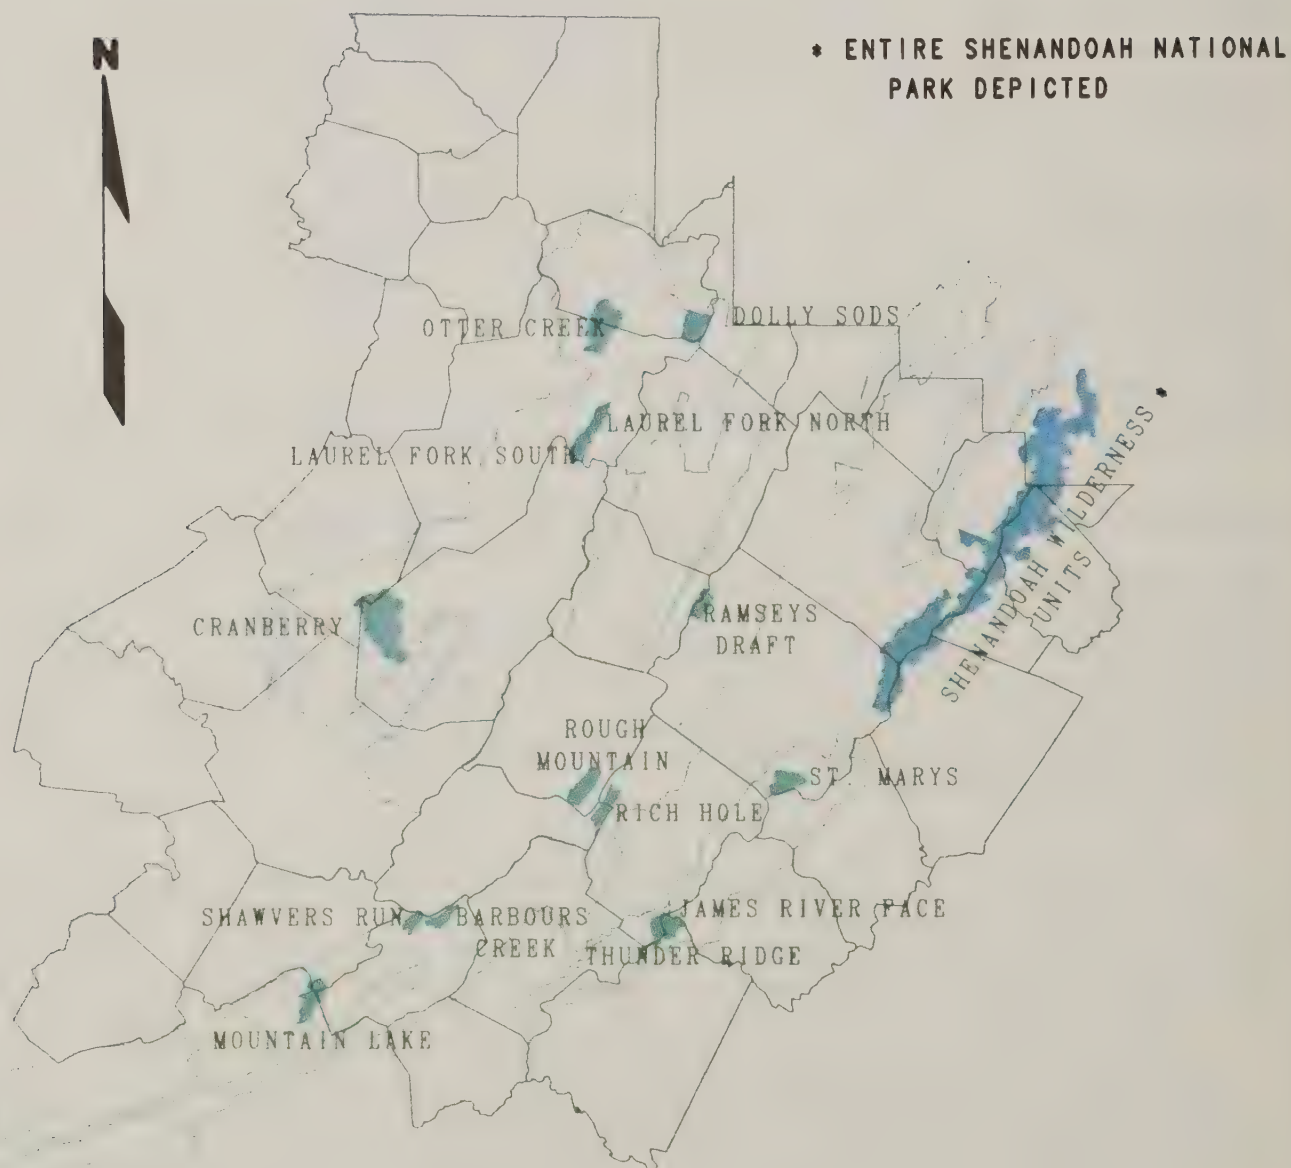 N
* ENTIRE SHENANDOAH NATIONAL
PARK DEPICTED
OTTER CREEK
DOLLY SODS
LAUREL FORK NORTH
LAUREL FORK SOUTH
SHENANDOAH WILDERNESS *
UNITS
CRANBERRY
RAMSEYS
DRAFT
ROUGH
MOUNTAIN
ST. MARYS
RICH HOLE
SHAWVERS RUN
BARBOURS
CREEK
JAMES RIVER FACE
THUNDER RIDGE
MOUNTAIN LAKE